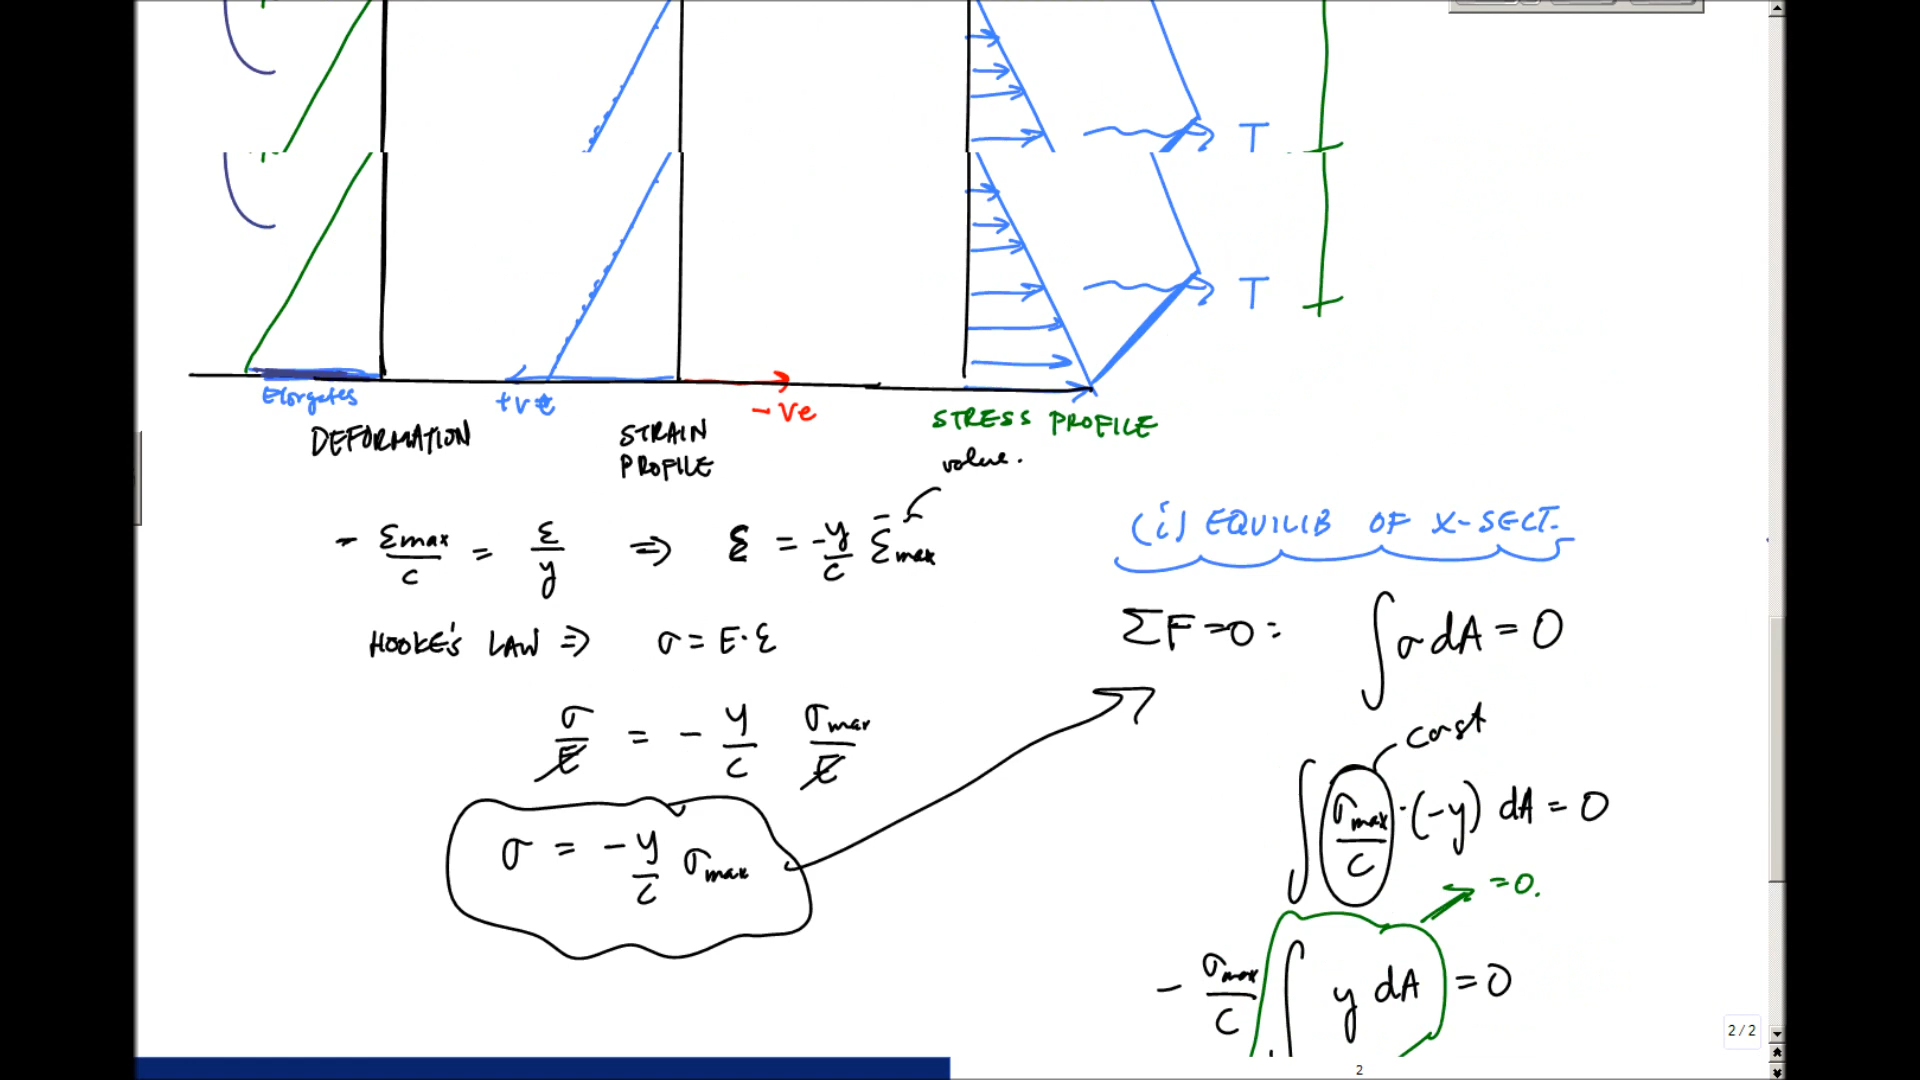 T
T
Elongates
+ve
-ve
DEFORMATION
STRAIN PROFILE
STRESS PROFILE
value.
- εmax/c = ε/y ⇒ ε = -y/c ε̄max
HOOKE'S LAW ⇒ σ = E·ε
σ/E = - y/c σmax/E
σ = -y/c σmax
(i) EQUILIB OF X-SECT.
ΣF=0: ∫σ dA = 0
const
∫ σmax/c ·(-y) dA = 0
=0.
- σmax/c ∫ y dA = 0
2 / 2
2